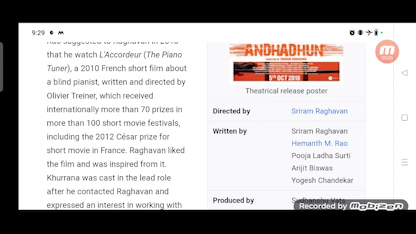 9:29
had suggested to Raghavan in 2013
that he watch L'Accordeur (The Piano
Tuner), a 2010 French short film about
a blind pianist, written and directed by
Olivier Treiner, which received
internationally more than 70 prizes in
more than 100 short movie festivals,
including the 2012 César prize for
short movie in France. Raghavan liked
the film and was inspired from it.
Khurrana was cast in the lead role
after he contacted Raghavan and
expressed an interest in working with
ANDHADHUN
5TH OCT 2018
Theatrical release poster
Directed by Sriram Raghavan
Written by Sriram Raghavan
Hemanth M. Rao
Pooja Ladha Surti
Arijit Biswas
Yogesh Chandekar
Produced by Sudhanshu Vats
Recorded by Mobizen